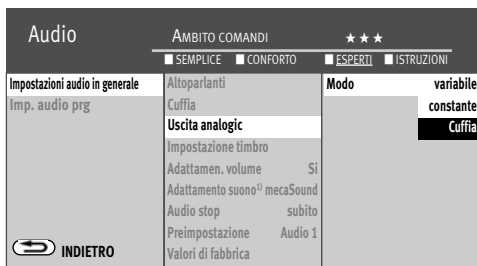 Audio
AMBITO COMANDI ★★★
SEMPLICE CONFORTO ESPERTI ISTRUZIONI
Impostazioni audio in generale
Imp. audio prg
INDIETRO
Altoparlanti
Cuffia
Uscita analogic
Impostazione timbro
Adattamen. volume Si
Adattamento suono¹⁾ mecaSound
Audio stop subito
Preimpostazione Audio 1
Valori di fabbrica
Modo variabile
constante
Cuffia